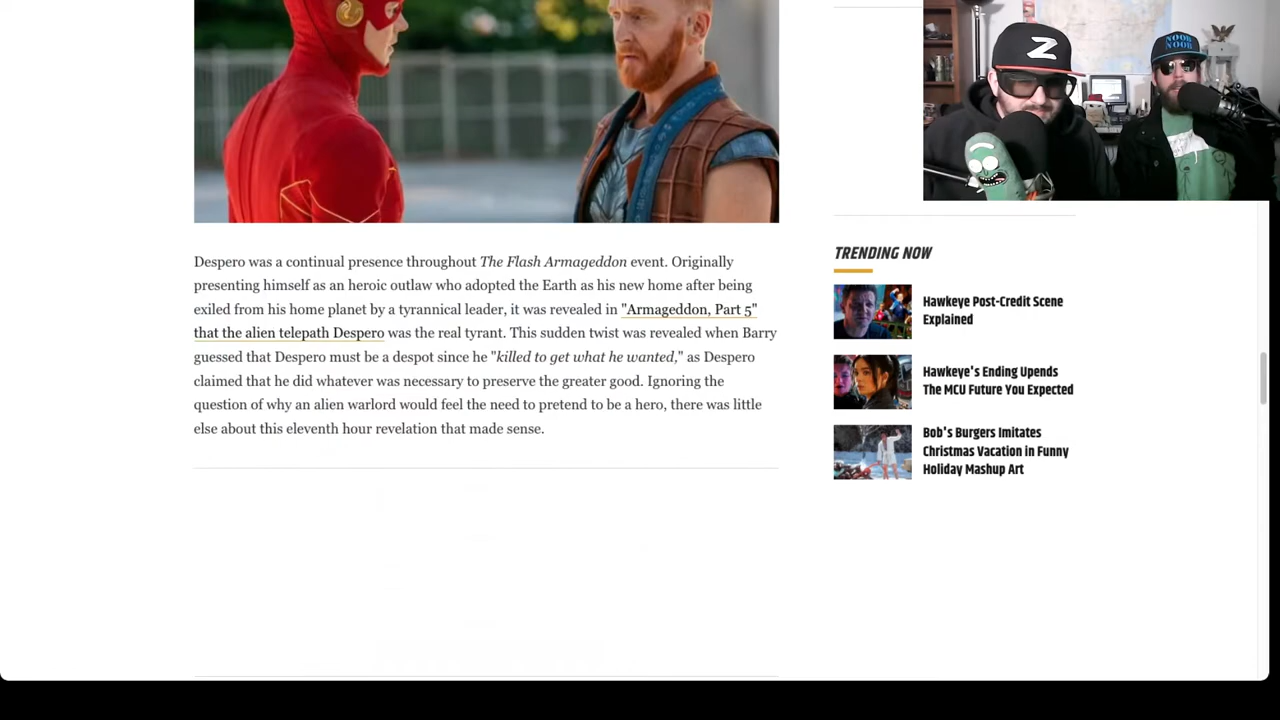 Z
NOOB
NOOB
Despero was a continual presence throughout The Flash Armageddon event. Originally
presenting himself as an heroic outlaw who adopted the Earth as his new home after being
exiled from his home planet by a tyrannical leader, it was revealed in "Armageddon, Part 5"
that the alien telepath Despero was the real tyrant. This sudden twist was revealed when Barry
guessed that Despero must be a despot since he "killed to get what he wanted," as Despero
claimed that he did whatever was necessary to preserve the greater good. Ignoring the
question of why an alien warlord would feel the need to pretend to be a hero, there was little
else about this eleventh hour revelation that made sense.
TRENDING NOW
Hawkeye Post-Credit Scene
Explained
Hawkeye's Ending Upends
The MCU Future You Expected
Bob's Burgers Imitates
Christmas Vacation in Funny
Holiday Mashup Art